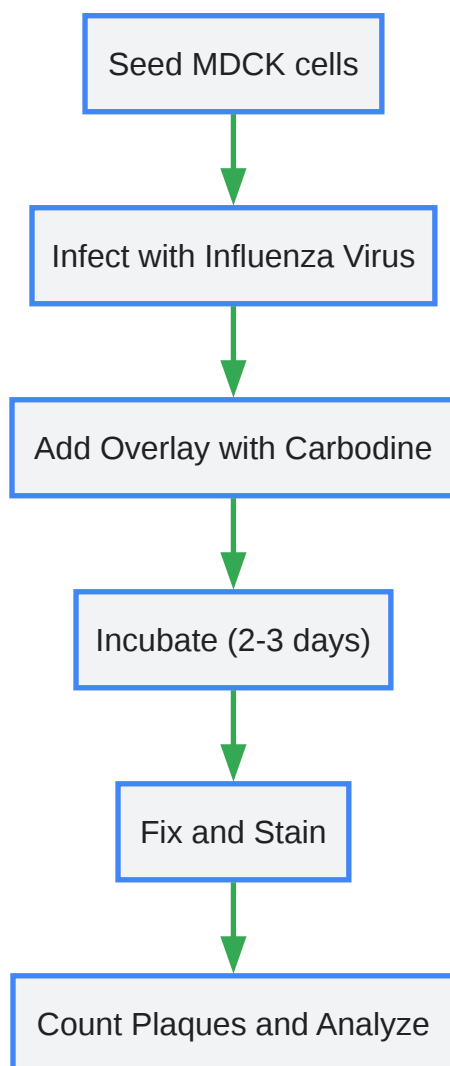 Seed MDCK cells
Infect with Influenza Virus
Add Overlay with Carbodine
Incubate (2-3 days)
Fix and Stain
Count Plaques and Analyze